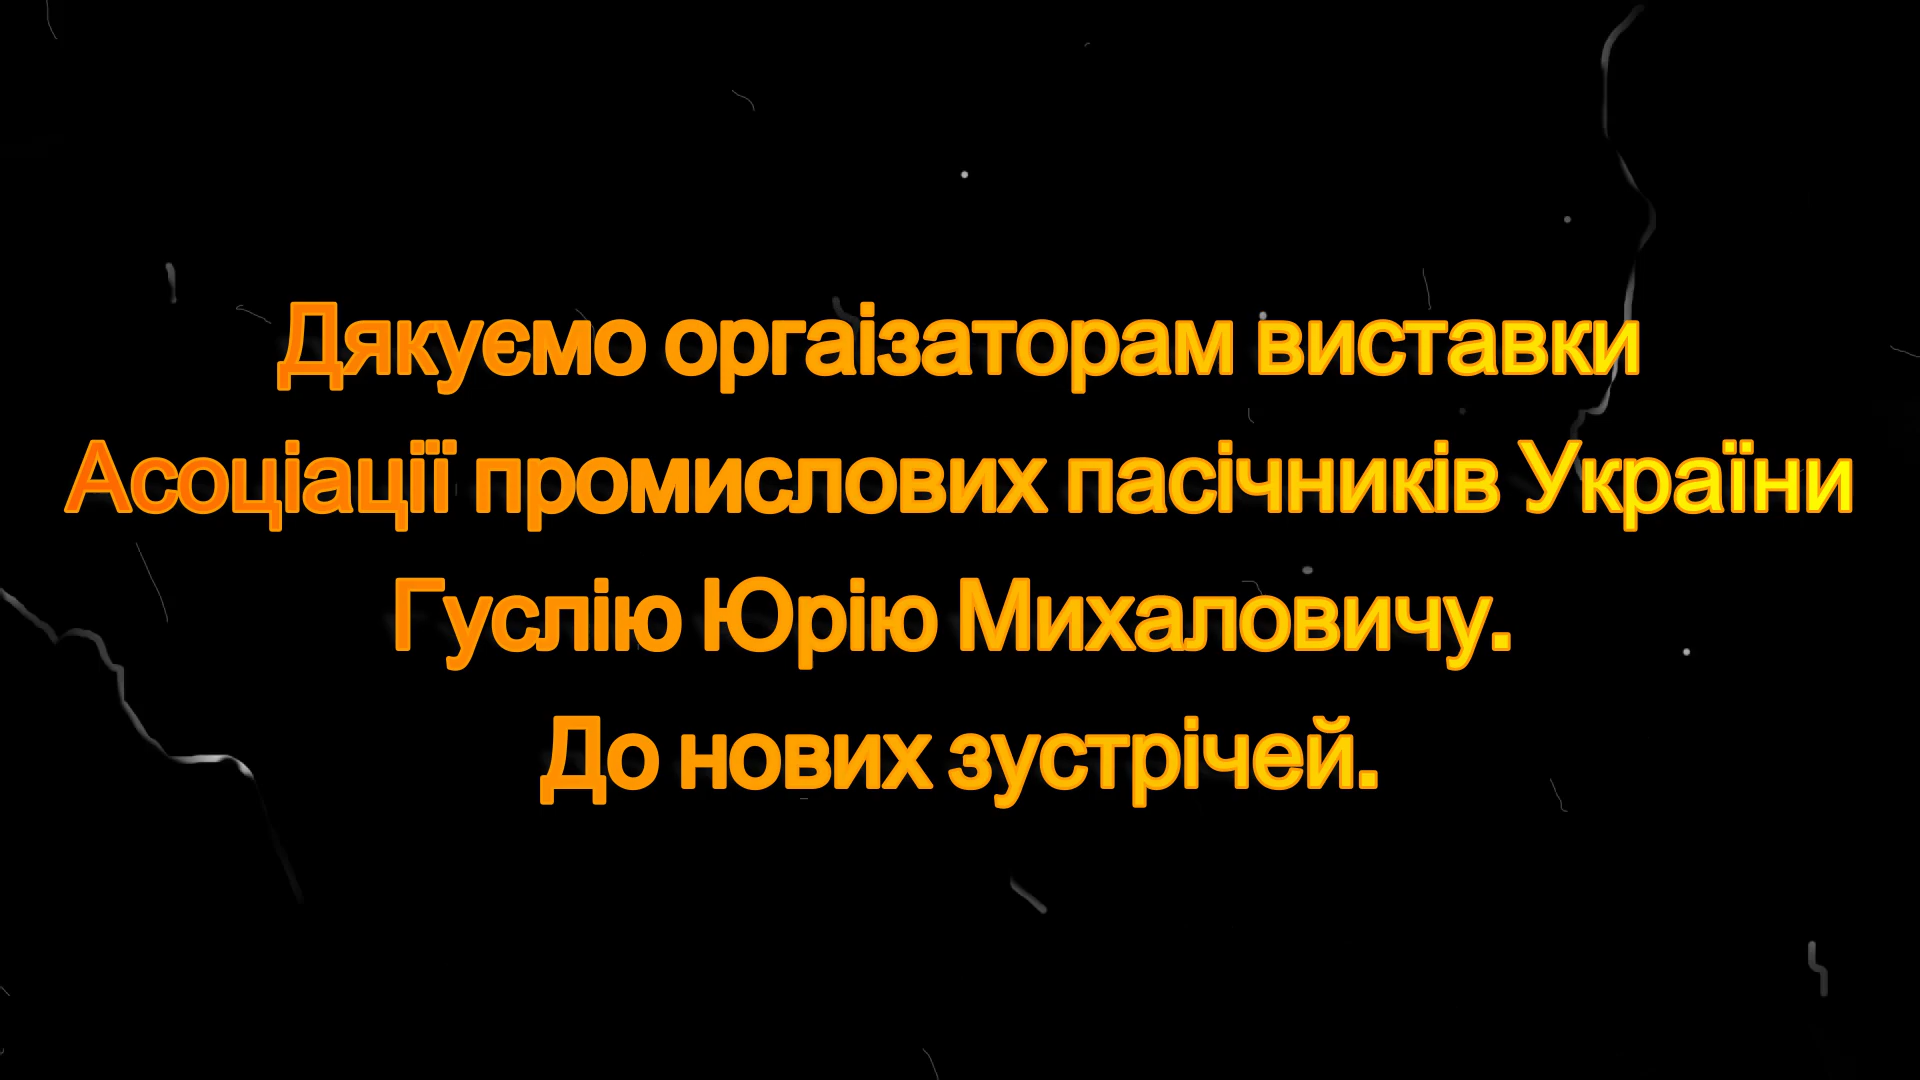 Дякуємо оргаізаторам виставки
Асоціації промислових пасічників України
Гуслію Юрію Михаловичу.
До нових зустрічей.